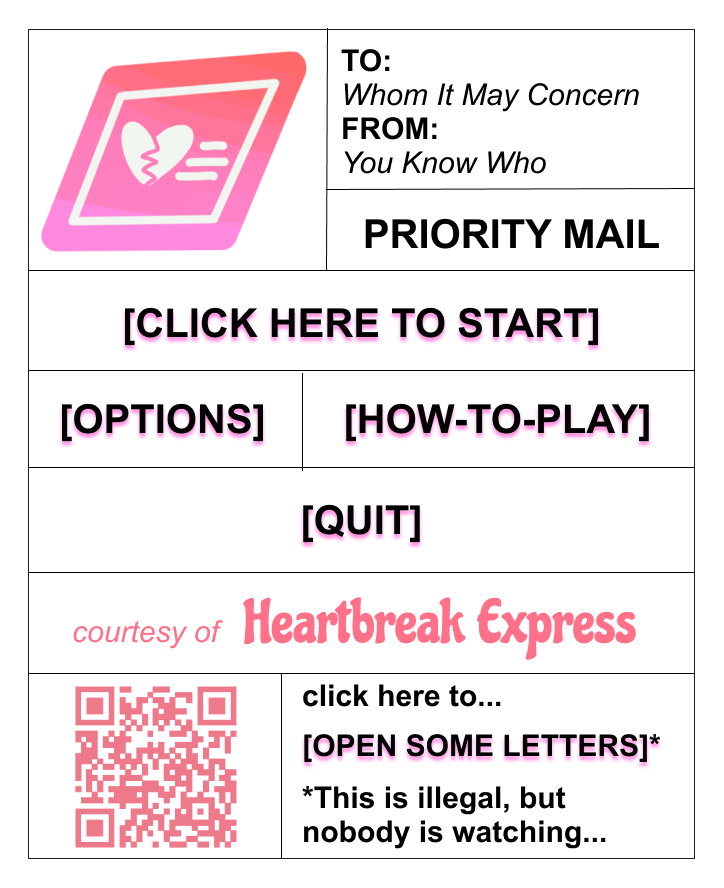 TO:
Whom It May Concern
FROM:
You Know Who
PRIORITY MAIL
[CLICK HERE TO START]
[OPTIONS]
[HOW-TO-PLAY]
[QUIT]
courtesy of Heartbreak Express
click here to...
[OPEN SOME LETTERS]*
*This is illegal, but
nobody is watching...